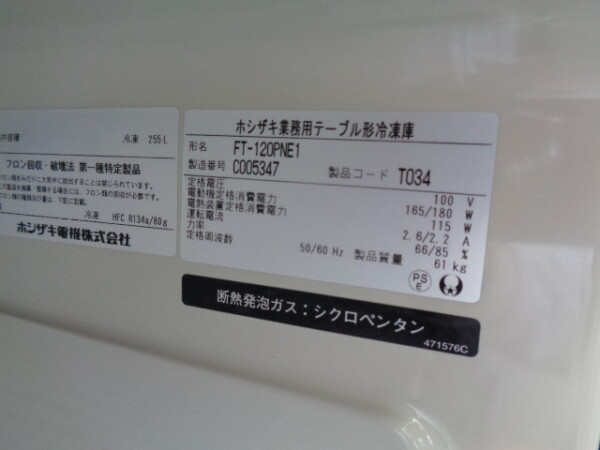 内容積 冷凍 255L
フロン回収・破壊法 第一種特定製品
冷凍 HFC R134a/80g
ホシザキ電機株式会社
ホシザキ業務用テーブル形冷凍庫
形名 FT-120PNE1
製造番号 C005347 製品コード T034
定格電圧 100 V
電動機定格消費電力 165/180 W
電熱装置定格消費電力 115 W
運転電流 2.6/2.2 A
力率 66/85 %
定格周波数 50/60 Hz 製品質量 61 kg
PS
E
断熱発泡ガス：シクロペンタン
471576C